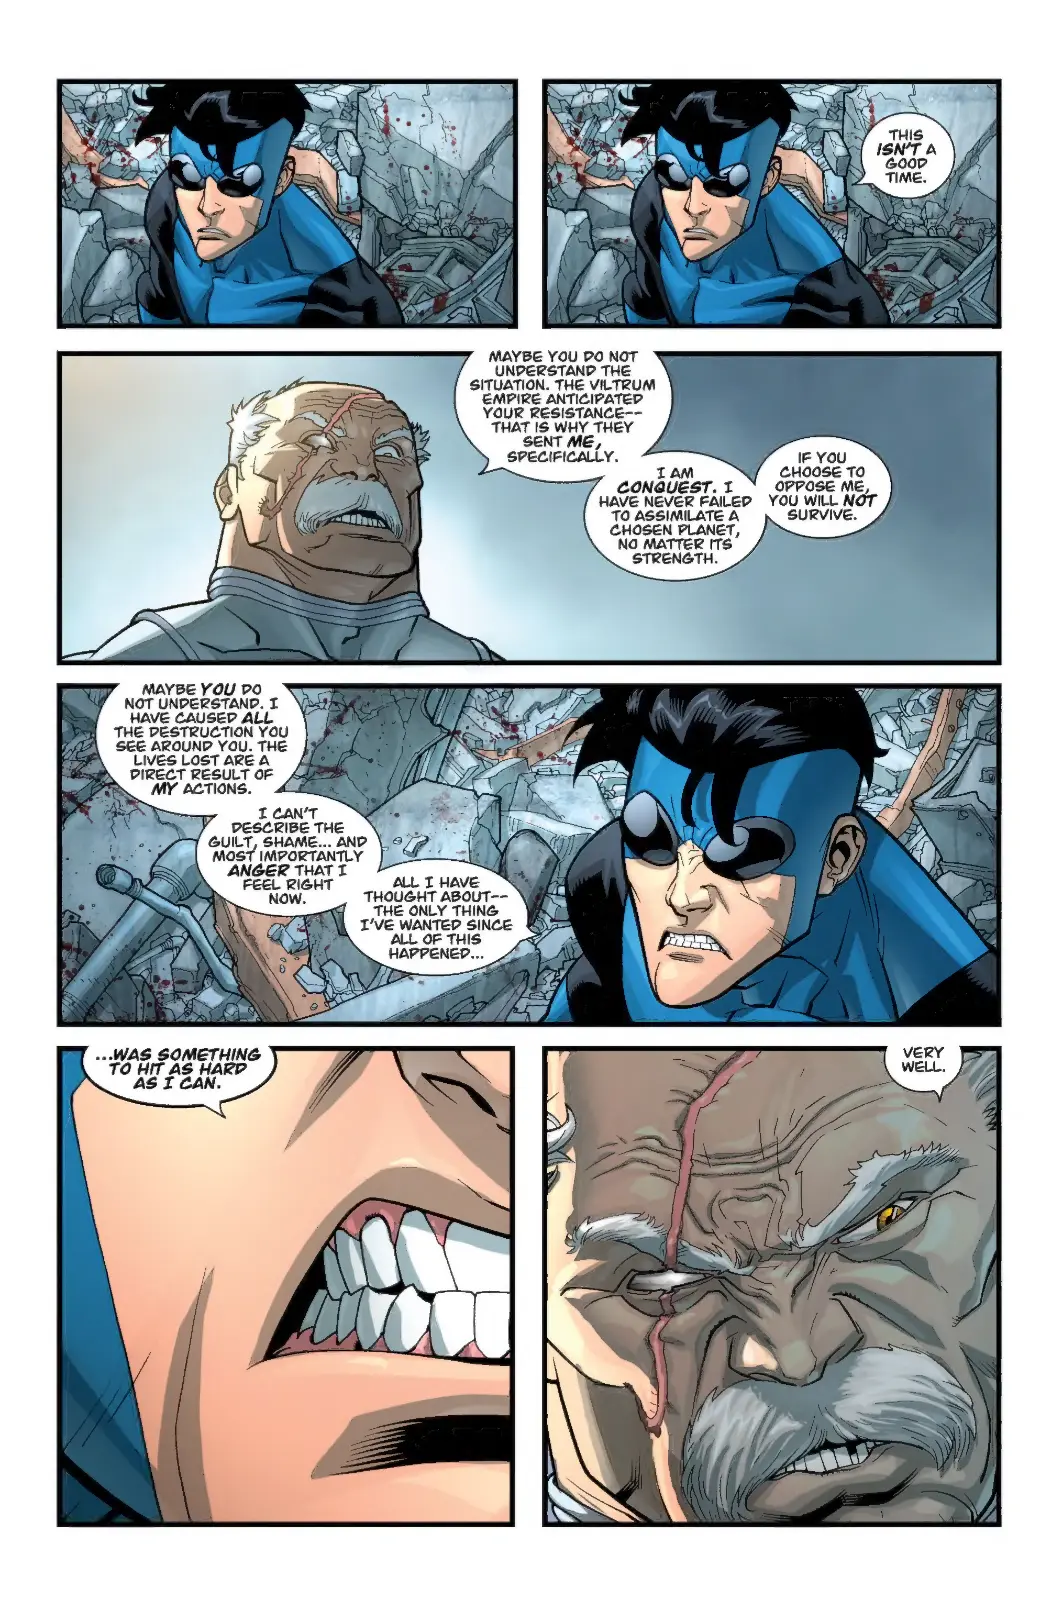 THIS
ISN'T A
GOOD
TIME.
MAYBE YOU DO NOT
UNDERSTAND THE
SITUATION. THE VILTRUM
EMPIRE ANTICIPATED
YOUR RESISTANCE--
THAT IS WHY THEY
SENT ME,
SPECIFICALLY.
I AM
CONQUEST. I
HAVE NEVER FAILED
TO ASSIMILATE A
CHOSEN PLANET,
NO MATTER ITS
STRENGTH.
IF YOU
CHOOSE TO
OPPOSE ME,
YOU WILL NOT
SURVIVE.
MAYBE YOU DO
NOT UNDERSTAND. I
HAVE CAUSED ALL
THE DESTRUCTION YOU
SEE AROUND YOU. THE
LIVES LOST ARE A
DIRECT RESULT OF
MY ACTIONS.
I CAN'T
DESCRIBE THE
GUILT, SHAME... AND
MOST IMPORTANTLY
ANGER THAT I
FEEL RIGHT
NOW.
ALL I HAVE
THOUGHT ABOUT--
THE ONLY THING
I'VE WANTED SINCE
ALL OF THIS
HAPPENED...
...WAS SOMETHING
TO HIT AS HARD
AS I CAN.
VERY
WELL.